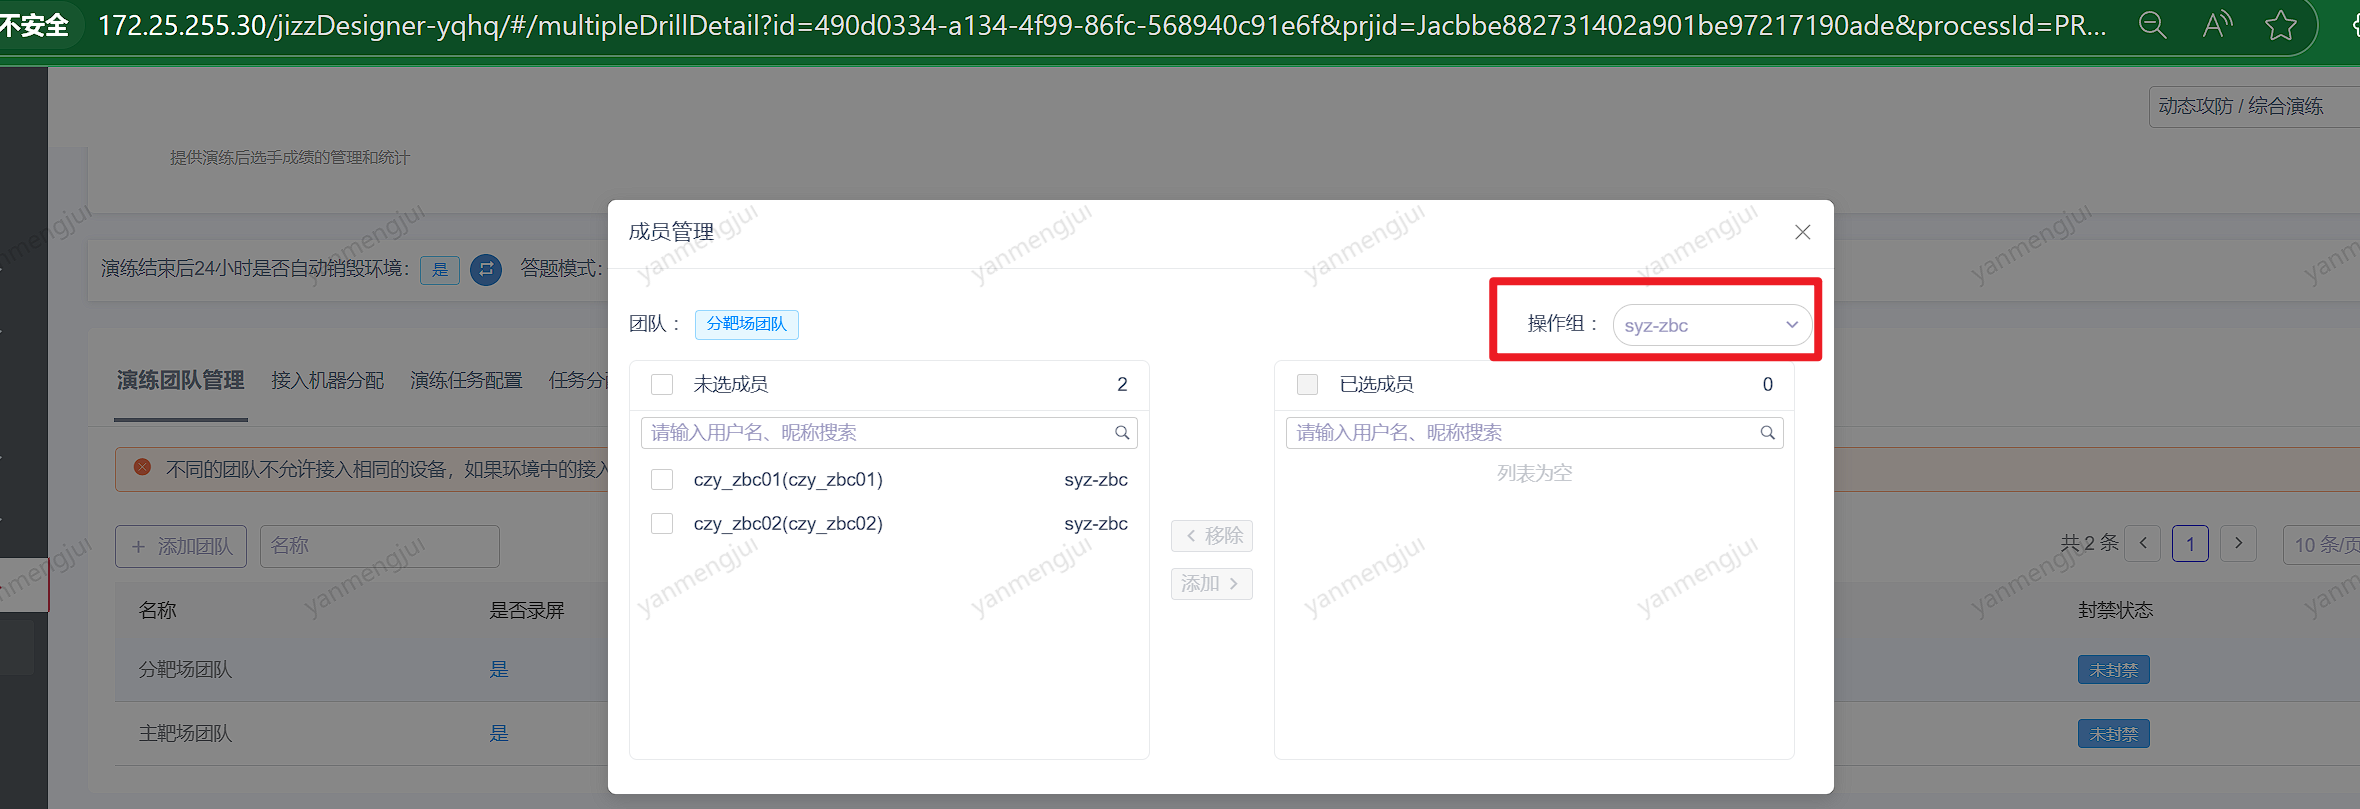 不安全 172.25.255.30/jizzDesigner-yqhq/#/multipleDrillDetail?id=490d0334-a134-4f99-86fc-568940c91e6f&prjid=Jacbbe882731402a901be97217190ade&processId=PR...
动态攻防 / 综合演练
提供演练后选手成绩的管理和统计
成员管理
演练结束后24小时是否自动销毁环境： 是 答题模式：
团队： 分靶场团队 操作组： syz-zbc
演练团队管理 接入机器分配 演练任务配置 任务分配
未选成员 2 已选成员 0
请输入用户名、昵称搜索 请输入用户名、昵称搜索
不同的团队不允许接入相同的设备，如果环境中的接入
列表为空
czy_zbc01(czy_zbc01) syz-zbc
czy_zbc02(czy_zbc02) syz-zbc
移除
添加
+ 添加团队 名称 共 2 条 1 10 条/页
名称 是否录屏 封禁状态
分靶场团队 是 未封禁
主靶场团队 是 未封禁
yanmengjui